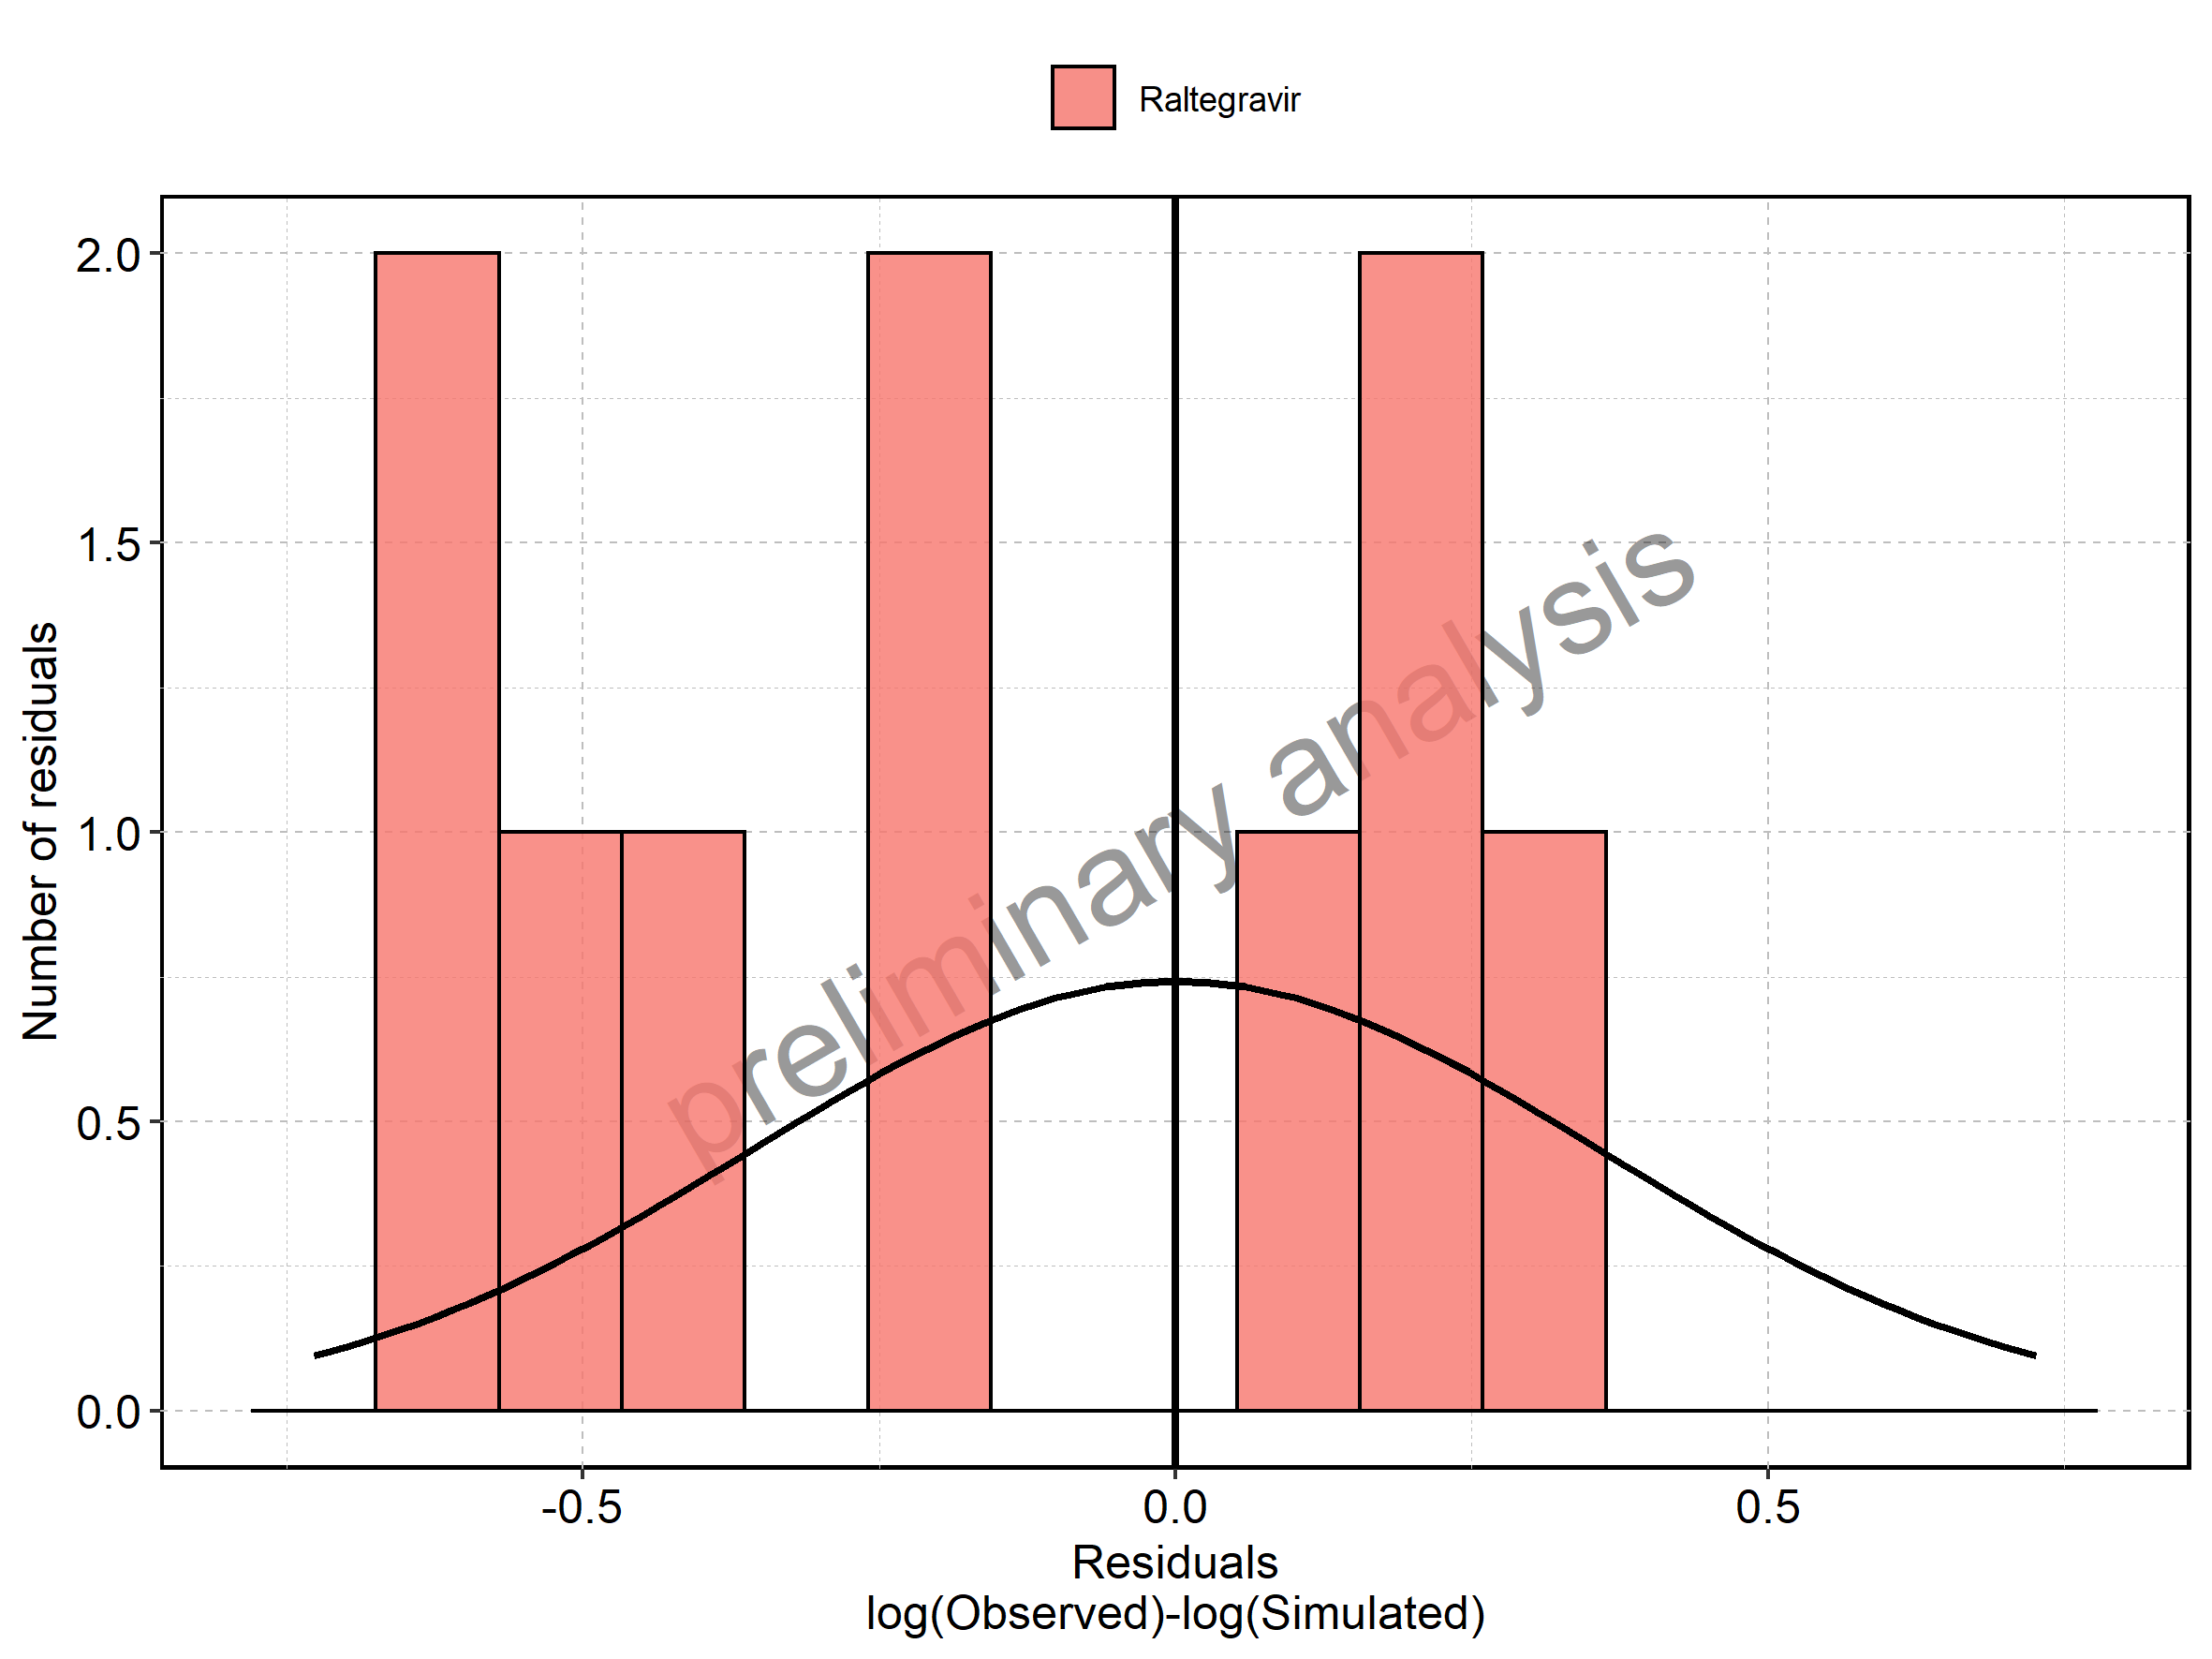 Raltegravir
2.0
1.5
1.0
0.5
0.0
Number of residuals
preliminary analysis
-0.5
0.0
0.5
Residuals
log(Observed)-log(Simulated)